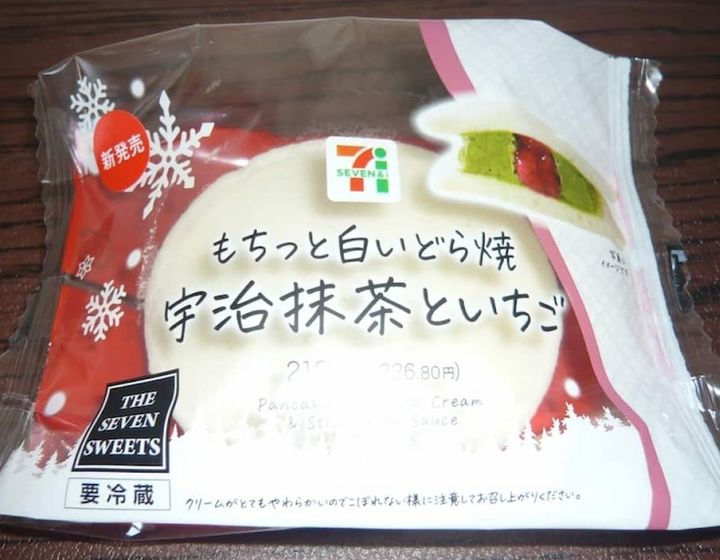 新発売
7i
SEVEN&i
もちっと白いどら焼
宇治抹茶といちご
226.80円)
Cream
& Sauce
THE
SEVEN
SWEETS
要冷蔵
クリームがとてもやわらかいのでこぼれない様に注意してお召し上がりください。